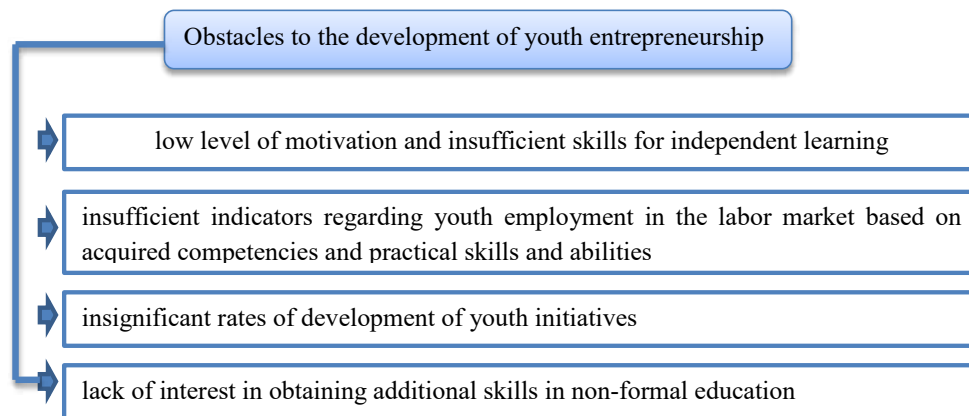 Obstacles to the development of youth entrepreneurship
low level of motivation and insufficient skills for independent learning
insufficient indicators regarding youth employment in the labor market based on
acquired competencies and practical skills and abilities
insignificant rates of development of youth initiatives
lack of interest in obtaining additional skills in non-formal education